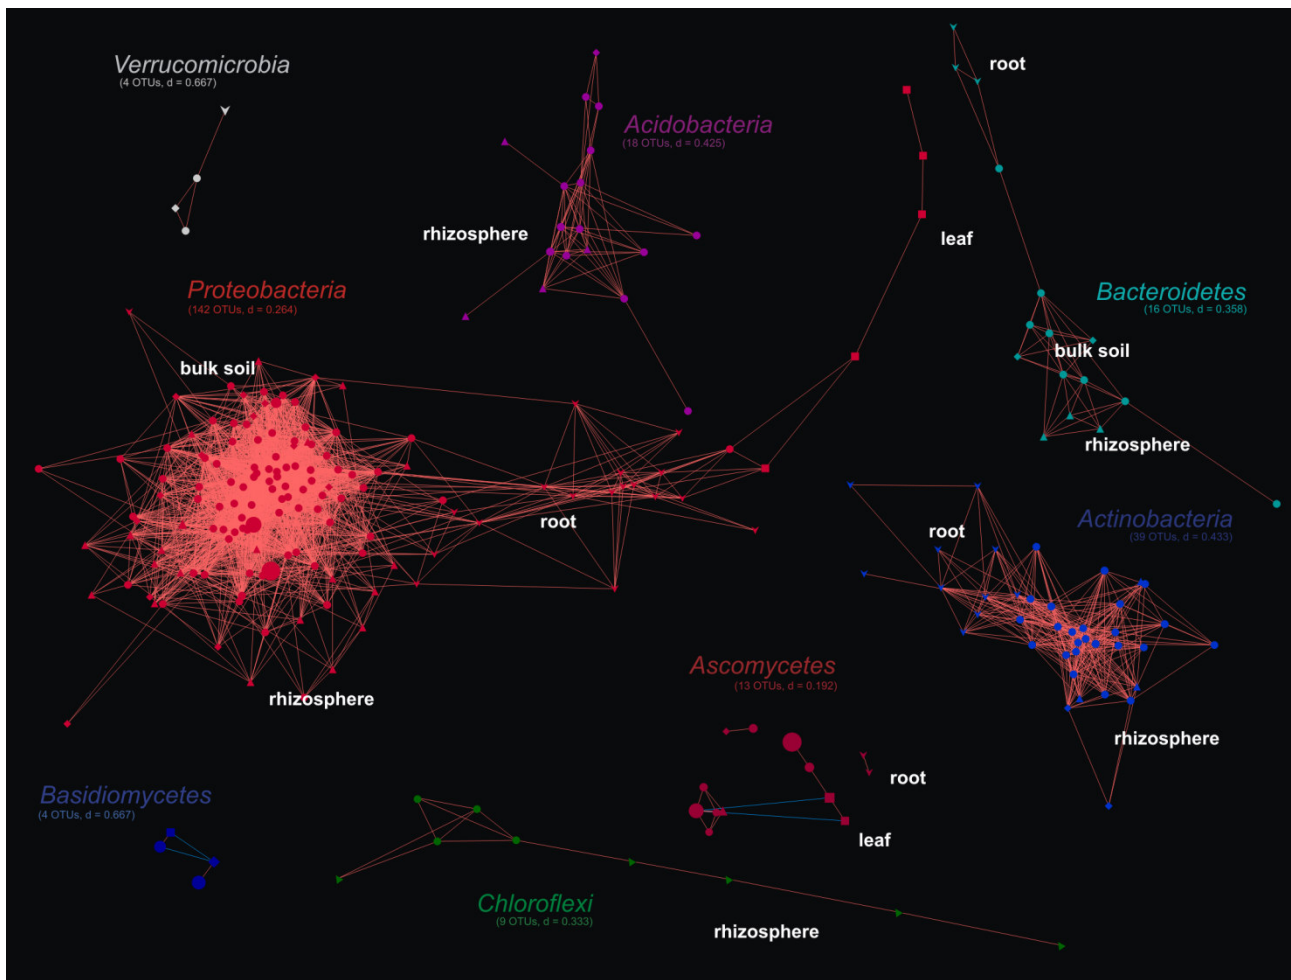 Verrucomicrobia
(4 OTUs, d = 0.667)
root
Acidobacteria
(18 OTUs, d = 0.425)
rhizosphere
leaf
Proteobacteria
(142 OTUs, d = 0.264)
Bacteroidetes
(16 OTUs, d = 0.358)
bulk soil
bulk soil
rhizosphere
root
Actinobacteria
(39 OTUs, d = 0.433)
root
Ascomycetes
(13 OTUs, d = 0.192)
rhizosphere
rhizosphere
root
Basidiomycetes
(4 OTUs, d = 0.667)
leaf
Chloroflexi
(9 OTUs, d = 0.333)
rhizosphere